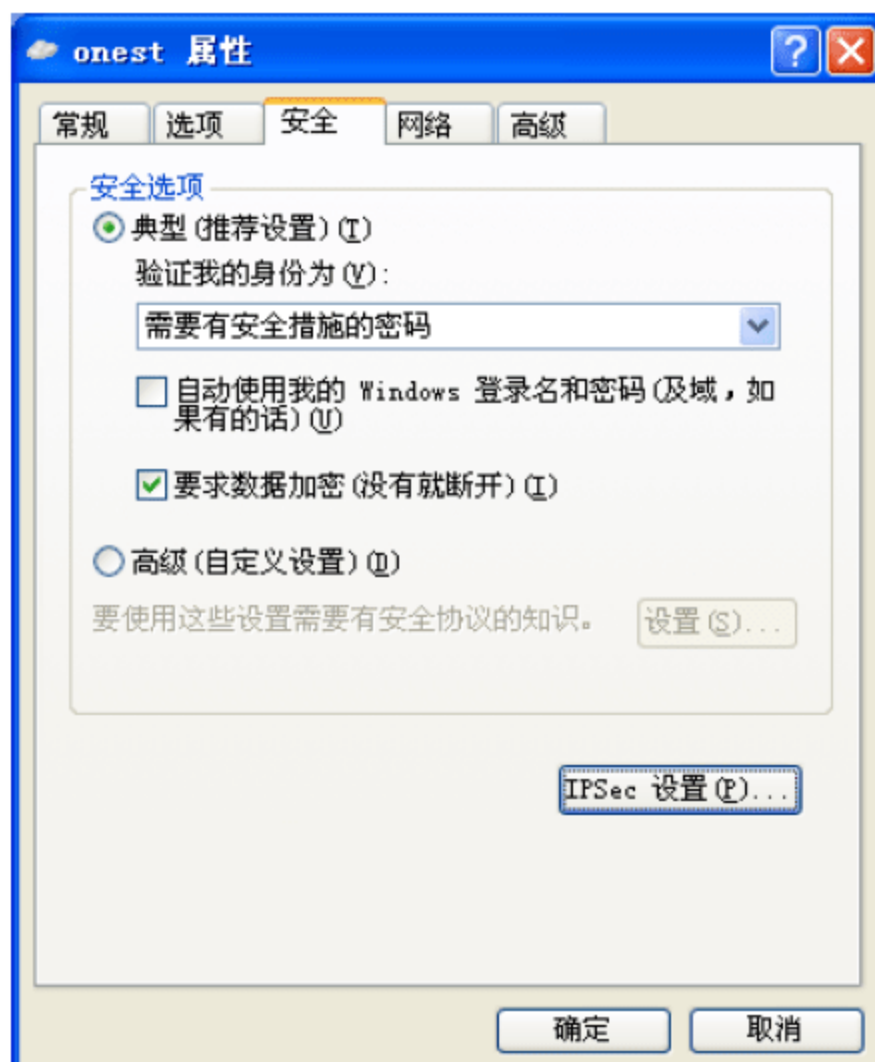 onest 属性
常规 选项 安全 网络 高级
安全选项
典型(推荐设置)(T)
验证我的身份为(V):
需要有安全措施的密码
自动使用我的 Windows 登录名和密码(及域，如
果有的话)(U)
要求数据加密(没有就断开)(I)
高级(自定义设置)(D)
要使用这些设置需要有安全协议的知识。 设置(S)...
IPSec 设置(P)...
确定 取消